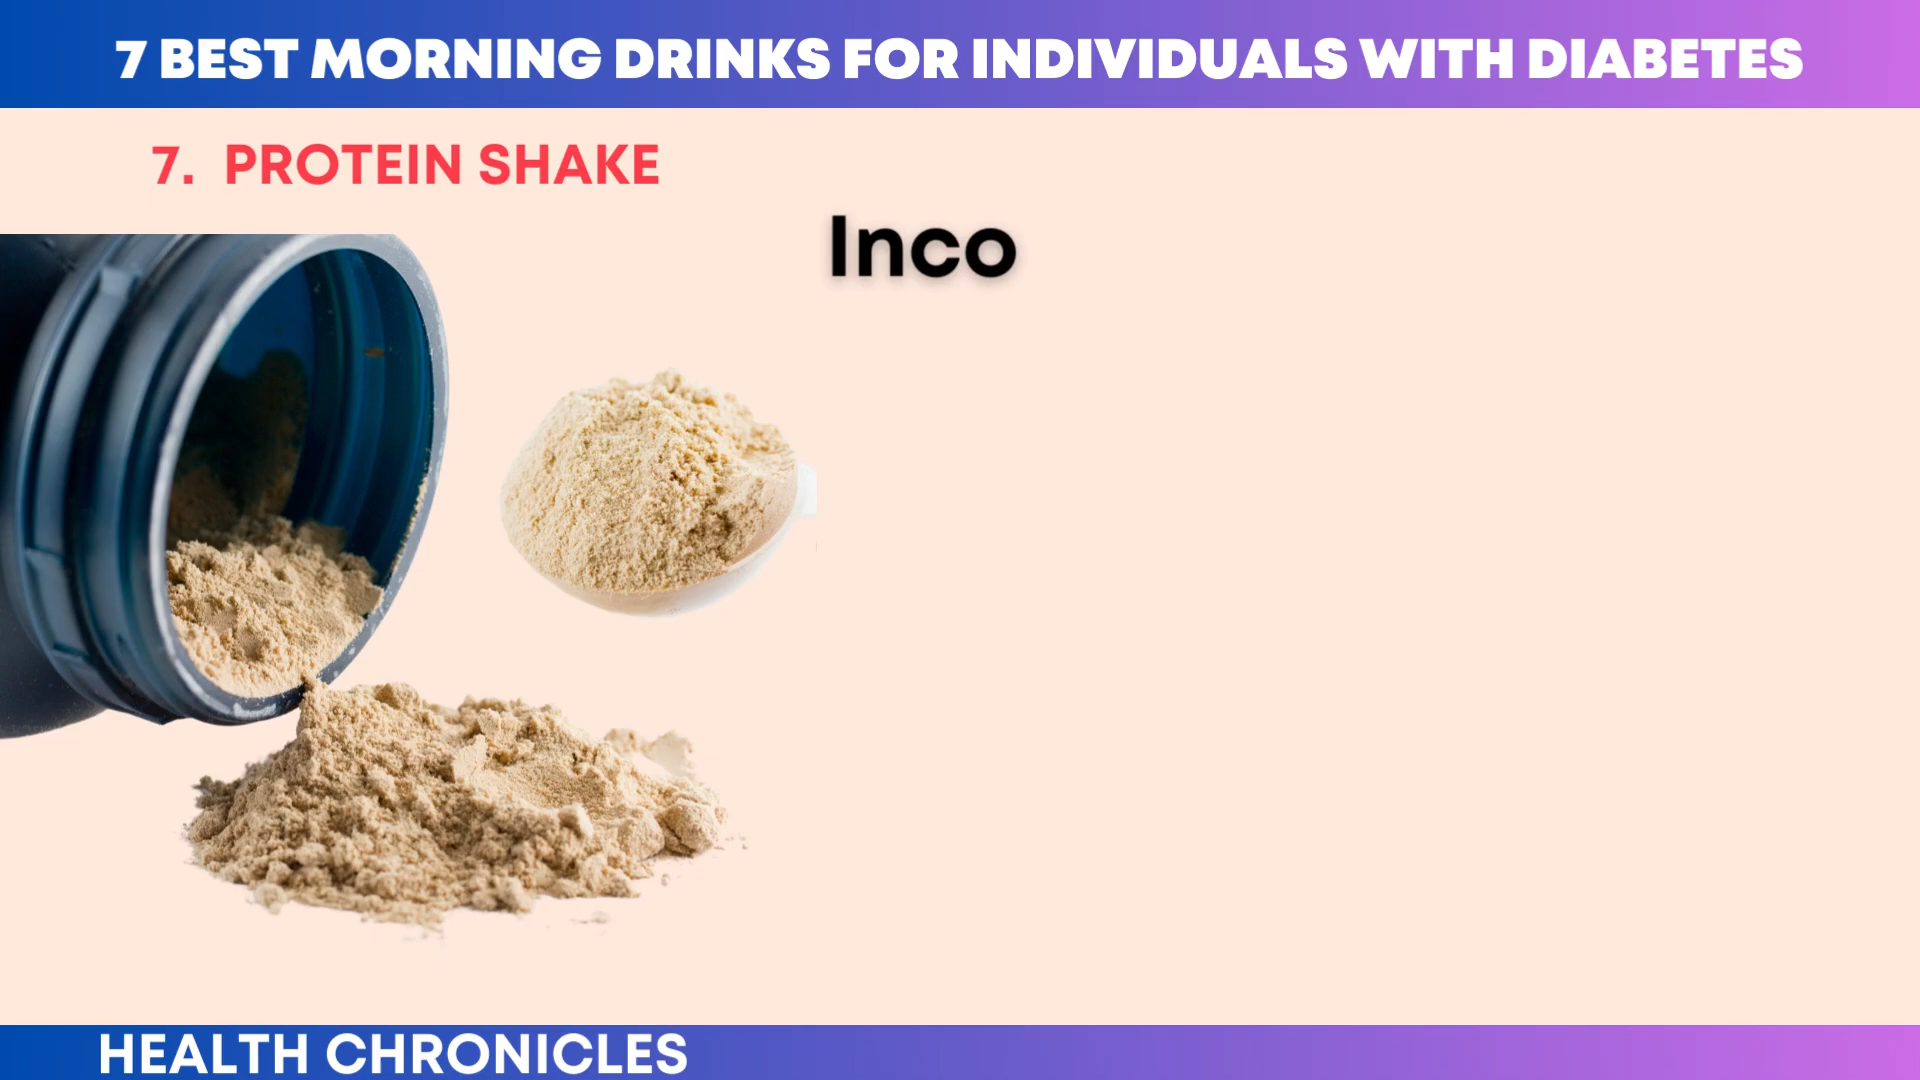 7 BEST MORNING DRINKS FOR INDIVIDUALS WITH DIABETES
7. PROTEIN SHAKE
Inco
HEALTH CHRONICLES